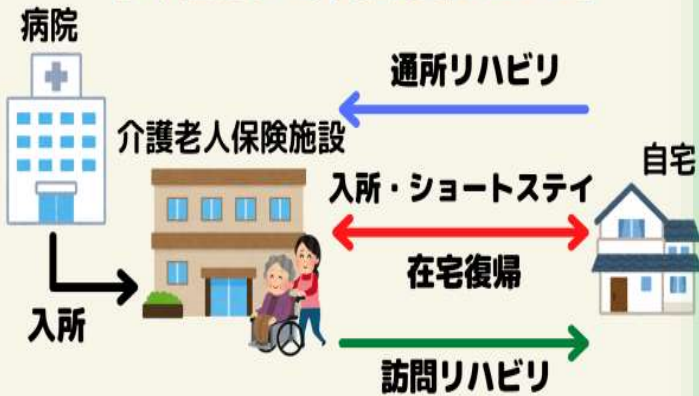 病院
通所リハビリ
介護老人保険施設
自宅
入所・ショートステイ
在宅復帰
入所
訪問リハビリ